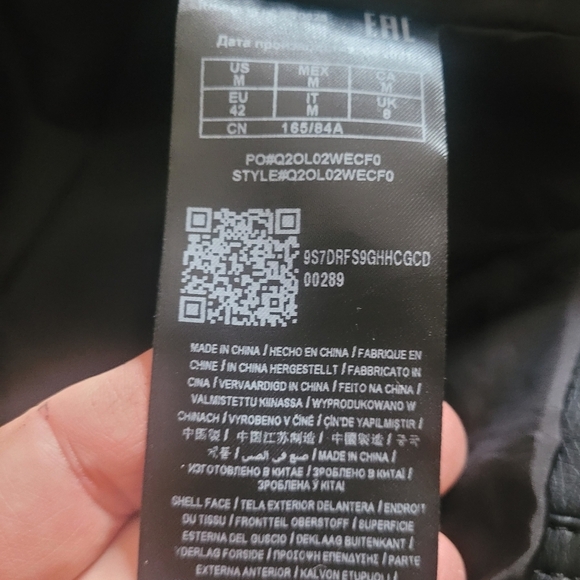 EAC
Дата
US MEX CA
M M M
EU IT UK
42 M 8
CN 165/84A
PO#Q2OL02WECF0
STYLE#Q2OL02WECF0
9S7DRFS9GHHCGCD
00289
MADE IN CHINA / HECHO EN CHINA / FABRIQUE EN
CHINE / IN CHINA HERGESTELLT / FABBRICATO IN
CINA / VERVAARDIGD IN CHINA / FEITO NA CHINA /
VALMISTETTU KIINASSA / WYPRODUKOWANO W
CHINACH / VYROBENO V ČÍNĚ / ÇİN'DE YAPILMIŞTIR /
中国製 / 中国江苏制造 / 中國製造 / 중국
제품 / صنع في الصين / MADE IN CHINA /
ИЗГОТОВЛЕНО В КИТАЕ / ЗРОБЛЕНО В КИТАЇ /
ЗРОБЛЕНА Ў КІТАІ
SHELL FACE / TELA EXTERIOR DELANTERA / ENDROIT
DU TISSU / FRONTTEIL OBERSTOFF / SUPERFICIE
ESTERNA DEL GUSCIO / DEKLAAG BUITENKANT /
VOORSIDE / ΠΡΟΣΟΨΗ ΕΠΕΝΔΥΣΗΣ / PARTE
EXTERNA ANTERIOR / KALVON ETUPUOLI /